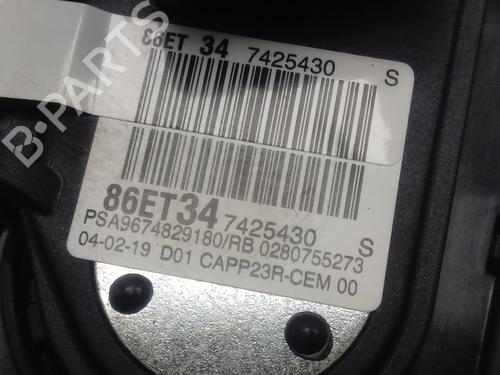 86ET 34 7425430 S
86ET34 7425430 S
PSA9674829180/RB 0280755273
04-02-19 D01 CAPP23R-CEM 00
B-PARTS